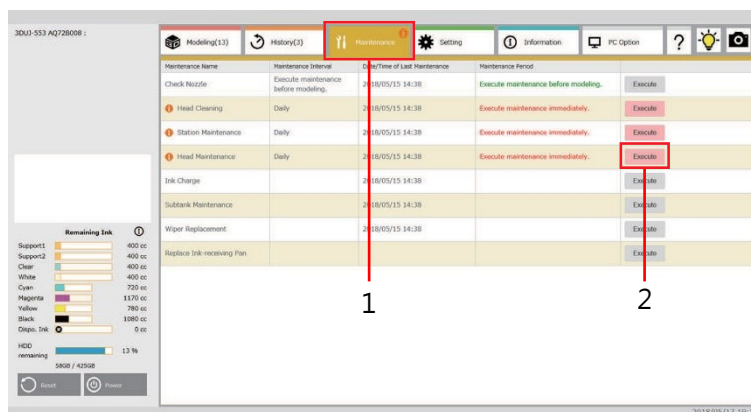 3DUJ-553 AQ728008 :
Modeling(13)
History(3)
Maintenance
Setting
Information
PC Option
?
Maintenance Name Maintenance Interval Date/Time of Last Maintenance Maintenance Period
Check Nozzle Execute maintenance before modeling. 2018/05/15 14:38 Execute maintenance before modeling. Execute
Head Cleaning Daily 2018/05/15 14:38 Execute maintenance immediately. Execute
Station Maintenance Daily 2018/05/15 14:38 Execute maintenance immediately. Execute
Head Maintenance Daily 2018/05/15 14:38 Execute maintenance immediately. Execute
Ink Charge 2018/05/15 14:38 Execute
Subtank Maintenance 2018/05/15 14:38 Execute
Wiper Replacement 2018/05/15 14:38 Execute
Replace Ink-receiving Pan Execute
1
2
Remaining Ink
Support1 400 cc
Support2 400 cc
Clear 400 cc
White 400 cc
Cyan 720 cc
Magenta 1170 cc
Yellow 780 cc
Black 1080 cc
Dispo. Ink 0 cc
HDD
remaining 13 %
58GB / 425GB
Reset
Power